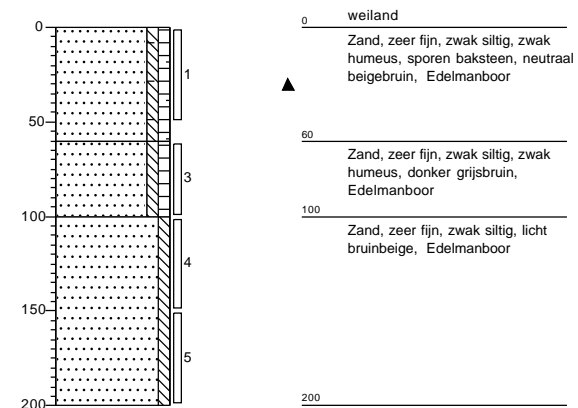 0
50
100
150
200
1
3
4
5
0
weiland
Zand, zeer fijn, zwak siltig, zwak
humeus, sporen baksteen, neutraal
beigebruin, Edelmanboor
60
Zand, zeer fijn, zwak siltig, zwak
humeus, donker grijsbruin,
Edelmanboor
100
Zand, zeer fijn, zwak siltig, licht
bruinbeige, Edelmanboor
200